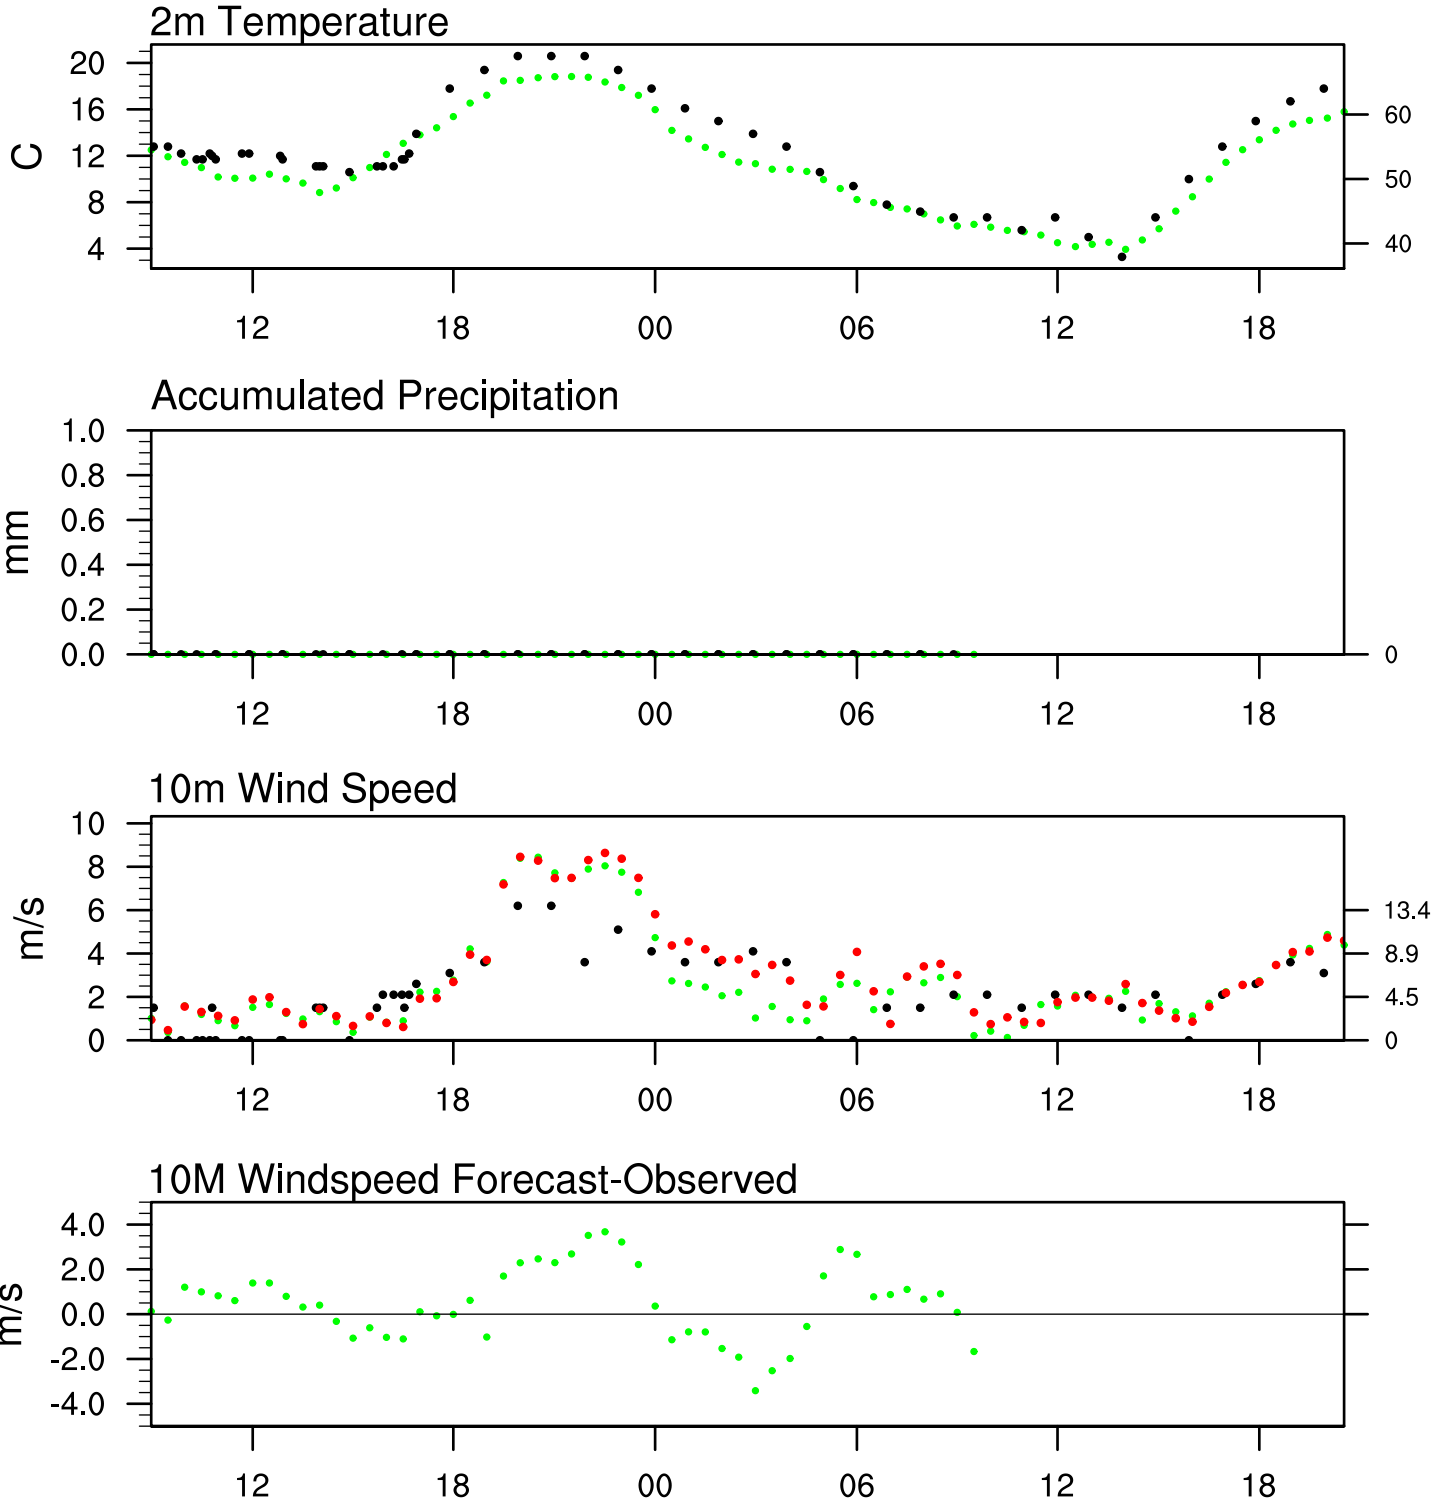 2m Temperature
20
16
12
8
4
C
60
50
40
12 18 00 06 12 18
Accumulated Precipitation
1.0
0.8
0.6
0.4
0.2
0.0
mm
0
12 18 00 06 12 18
10m Wind Speed
10
8
6
4
2
0
m/s
13.4
8.9
4.5
0
12 18 00 06 12 18
10M Windspeed Forecast-Observed
4.0
2.0
0.0
-2.0
-4.0
m/s
12 18 00 06 12 18